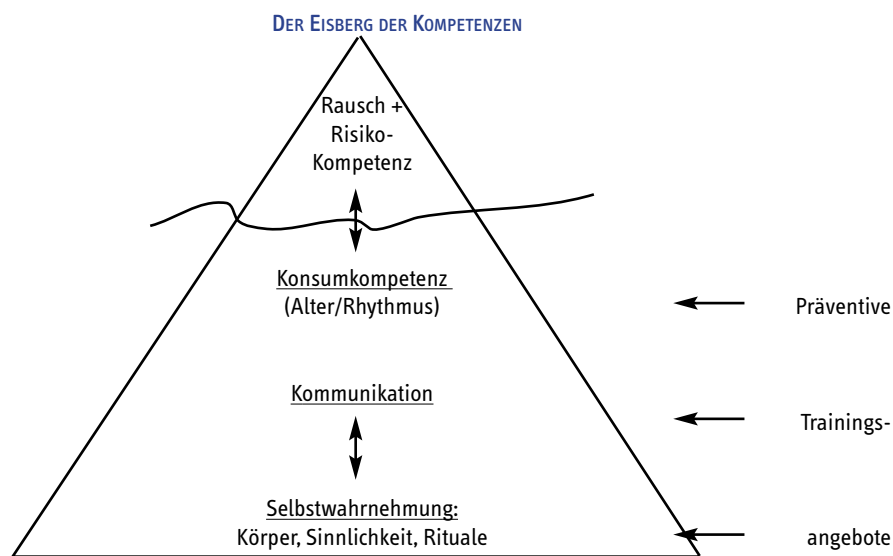 DER EISBERG DER KOMPETENZEN
Rausch +
Risiko-
Kompetenz
Konsumkompetenz
(Alter/Rhythmus)
Präventive
Kommunikation
Trainings-
Selbstwahrnehmung:
Körper, Sinnlichkeit, Rituale
angebote